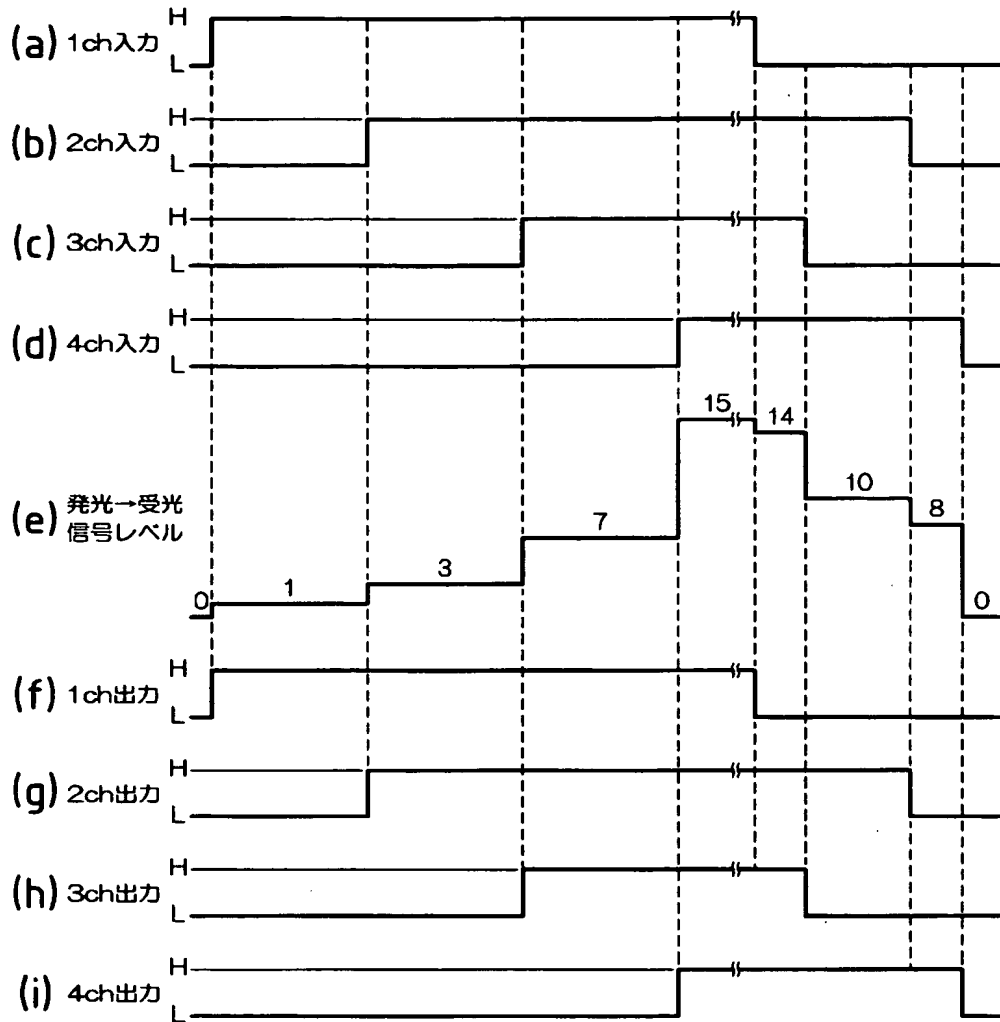 H
(a) 1ch入力
L
H
(b) 2ch入力
L
H
(c) 3ch入力
L
H
(d) 4ch入力
L
15
14
10
8
(e) 発光→受光
信号レベル
7
3
1
0
0
H
(f) 1ch出力
L
H
(g) 2ch出力
L
H
(h) 3ch出力
L
H
(i) 4ch出力
L